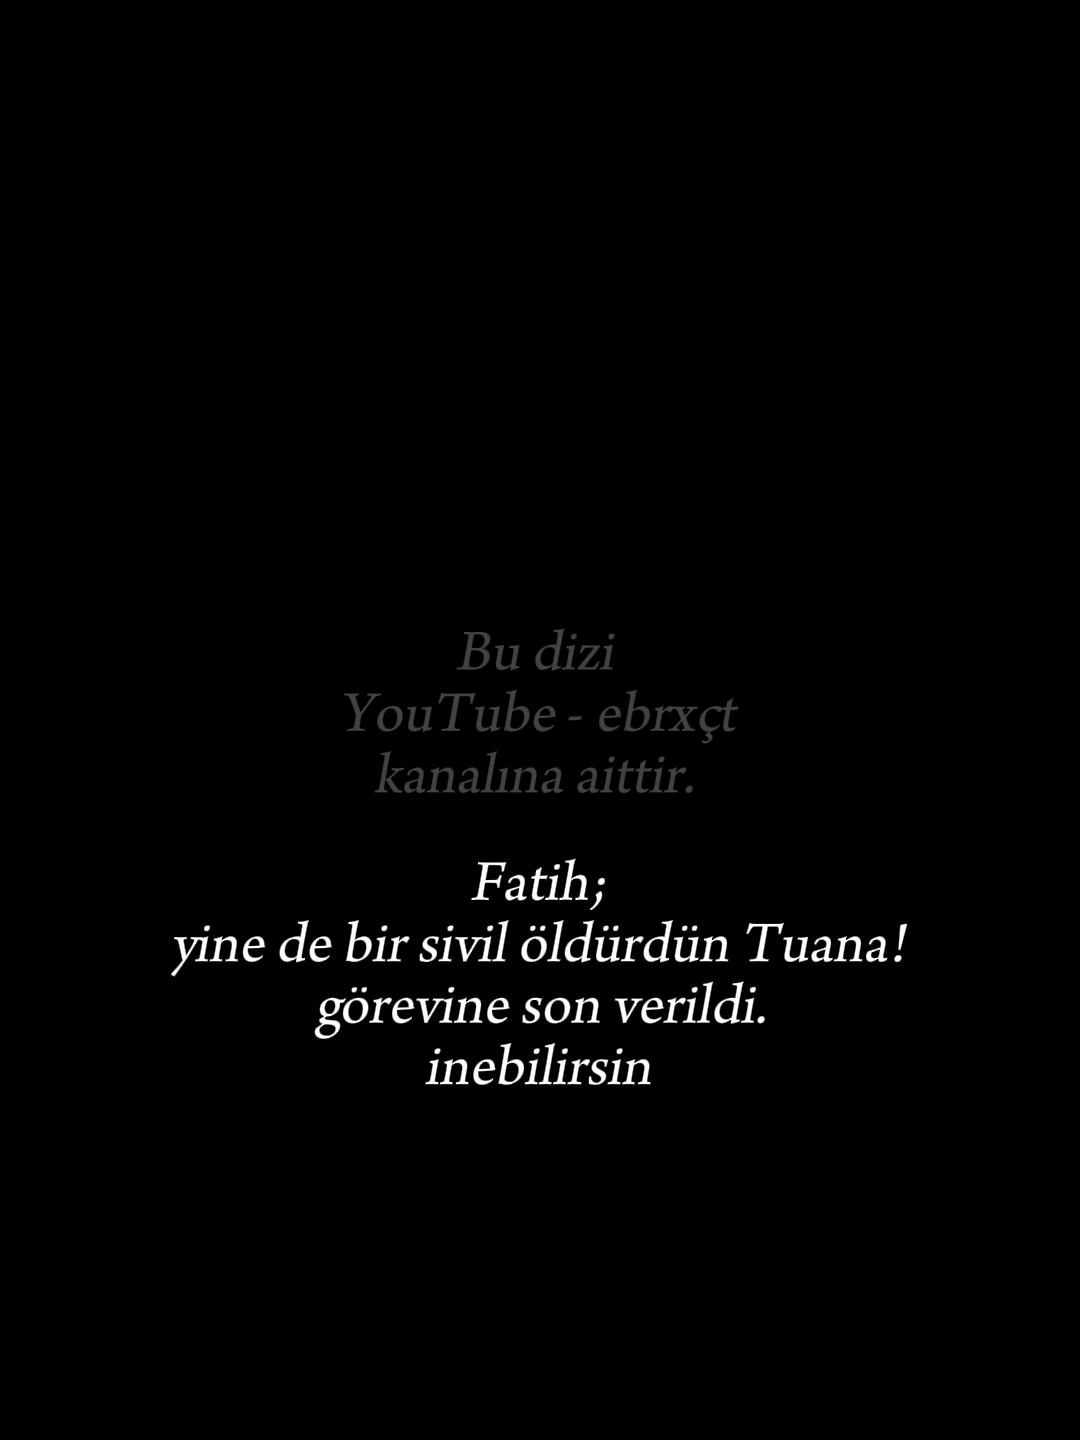 Bu dizi
YouTube - ebrxçt
kanalına aittir.
Fatih;
yine de bir sivil öldürdün Tuana!
görevine son verildi.
inebilirsin